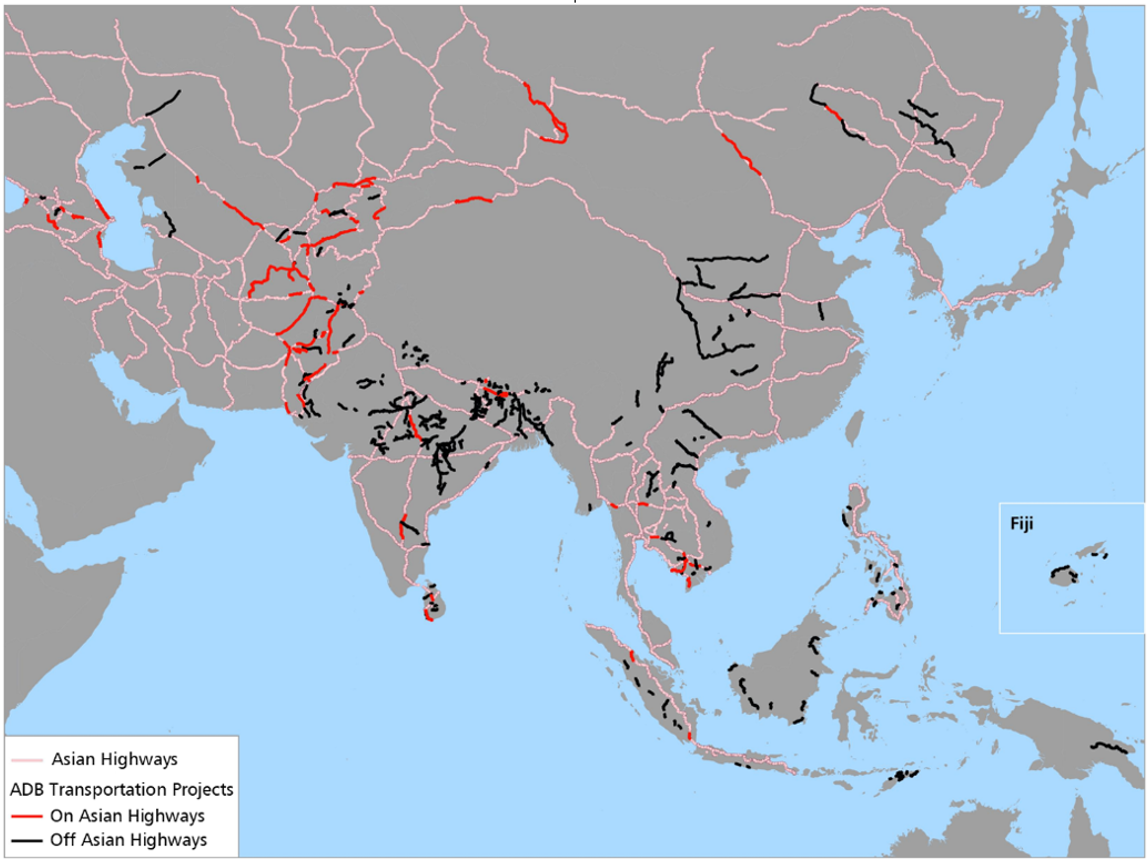 Fiji
Asian Highways
ADB Transportation Projects
On Asian Highways
Off Asian Highways